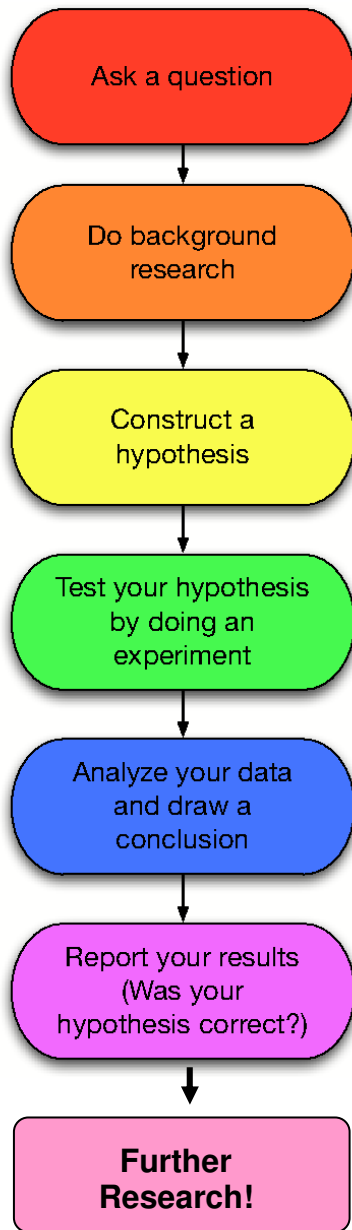 Ask a question
Do background
research
Construct a
hypothesis
Test your hypothesis
by doing an
experiment
Analyze your data
and draw a
conclusion
Report your results
(Was your
hypothesis correct?)
Further
Research!